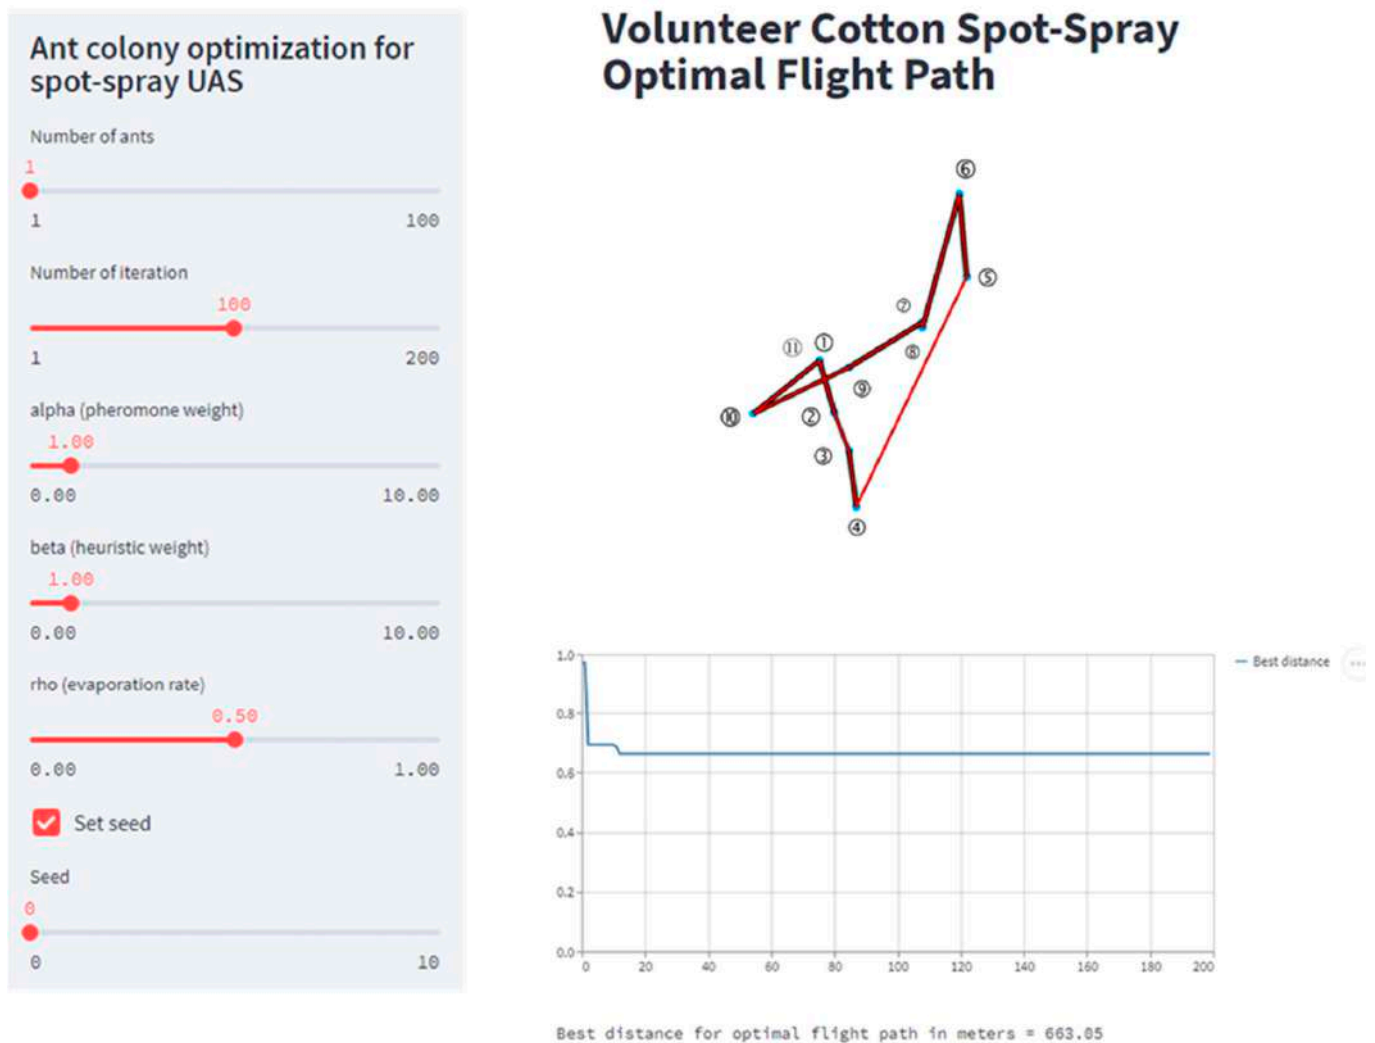 Ant colony optimization for
spot-spray UAS
Number of ants
1
1 100
Number of iteration
100
1 200
alpha (pheromone weight)
1.00
0.00 10.00
beta (heuristic weight)
1.00
0.00 10.00
rho (evaporation rate)
0.50
0.00 1.00
Set seed
Seed
0
0 10
Volunteer Cotton Spot-Spray
Optimal Flight Path
⑥
⑤
⑦
⑧
⑪ ①
⑨
⑩ ②
③
④
1.0
0.8
0.6
0.4
0.2
0.0
0 20 40 60 80 100 120 140 160 180 200
Best distance
Best distance for optimal flight path in meters = 663.05